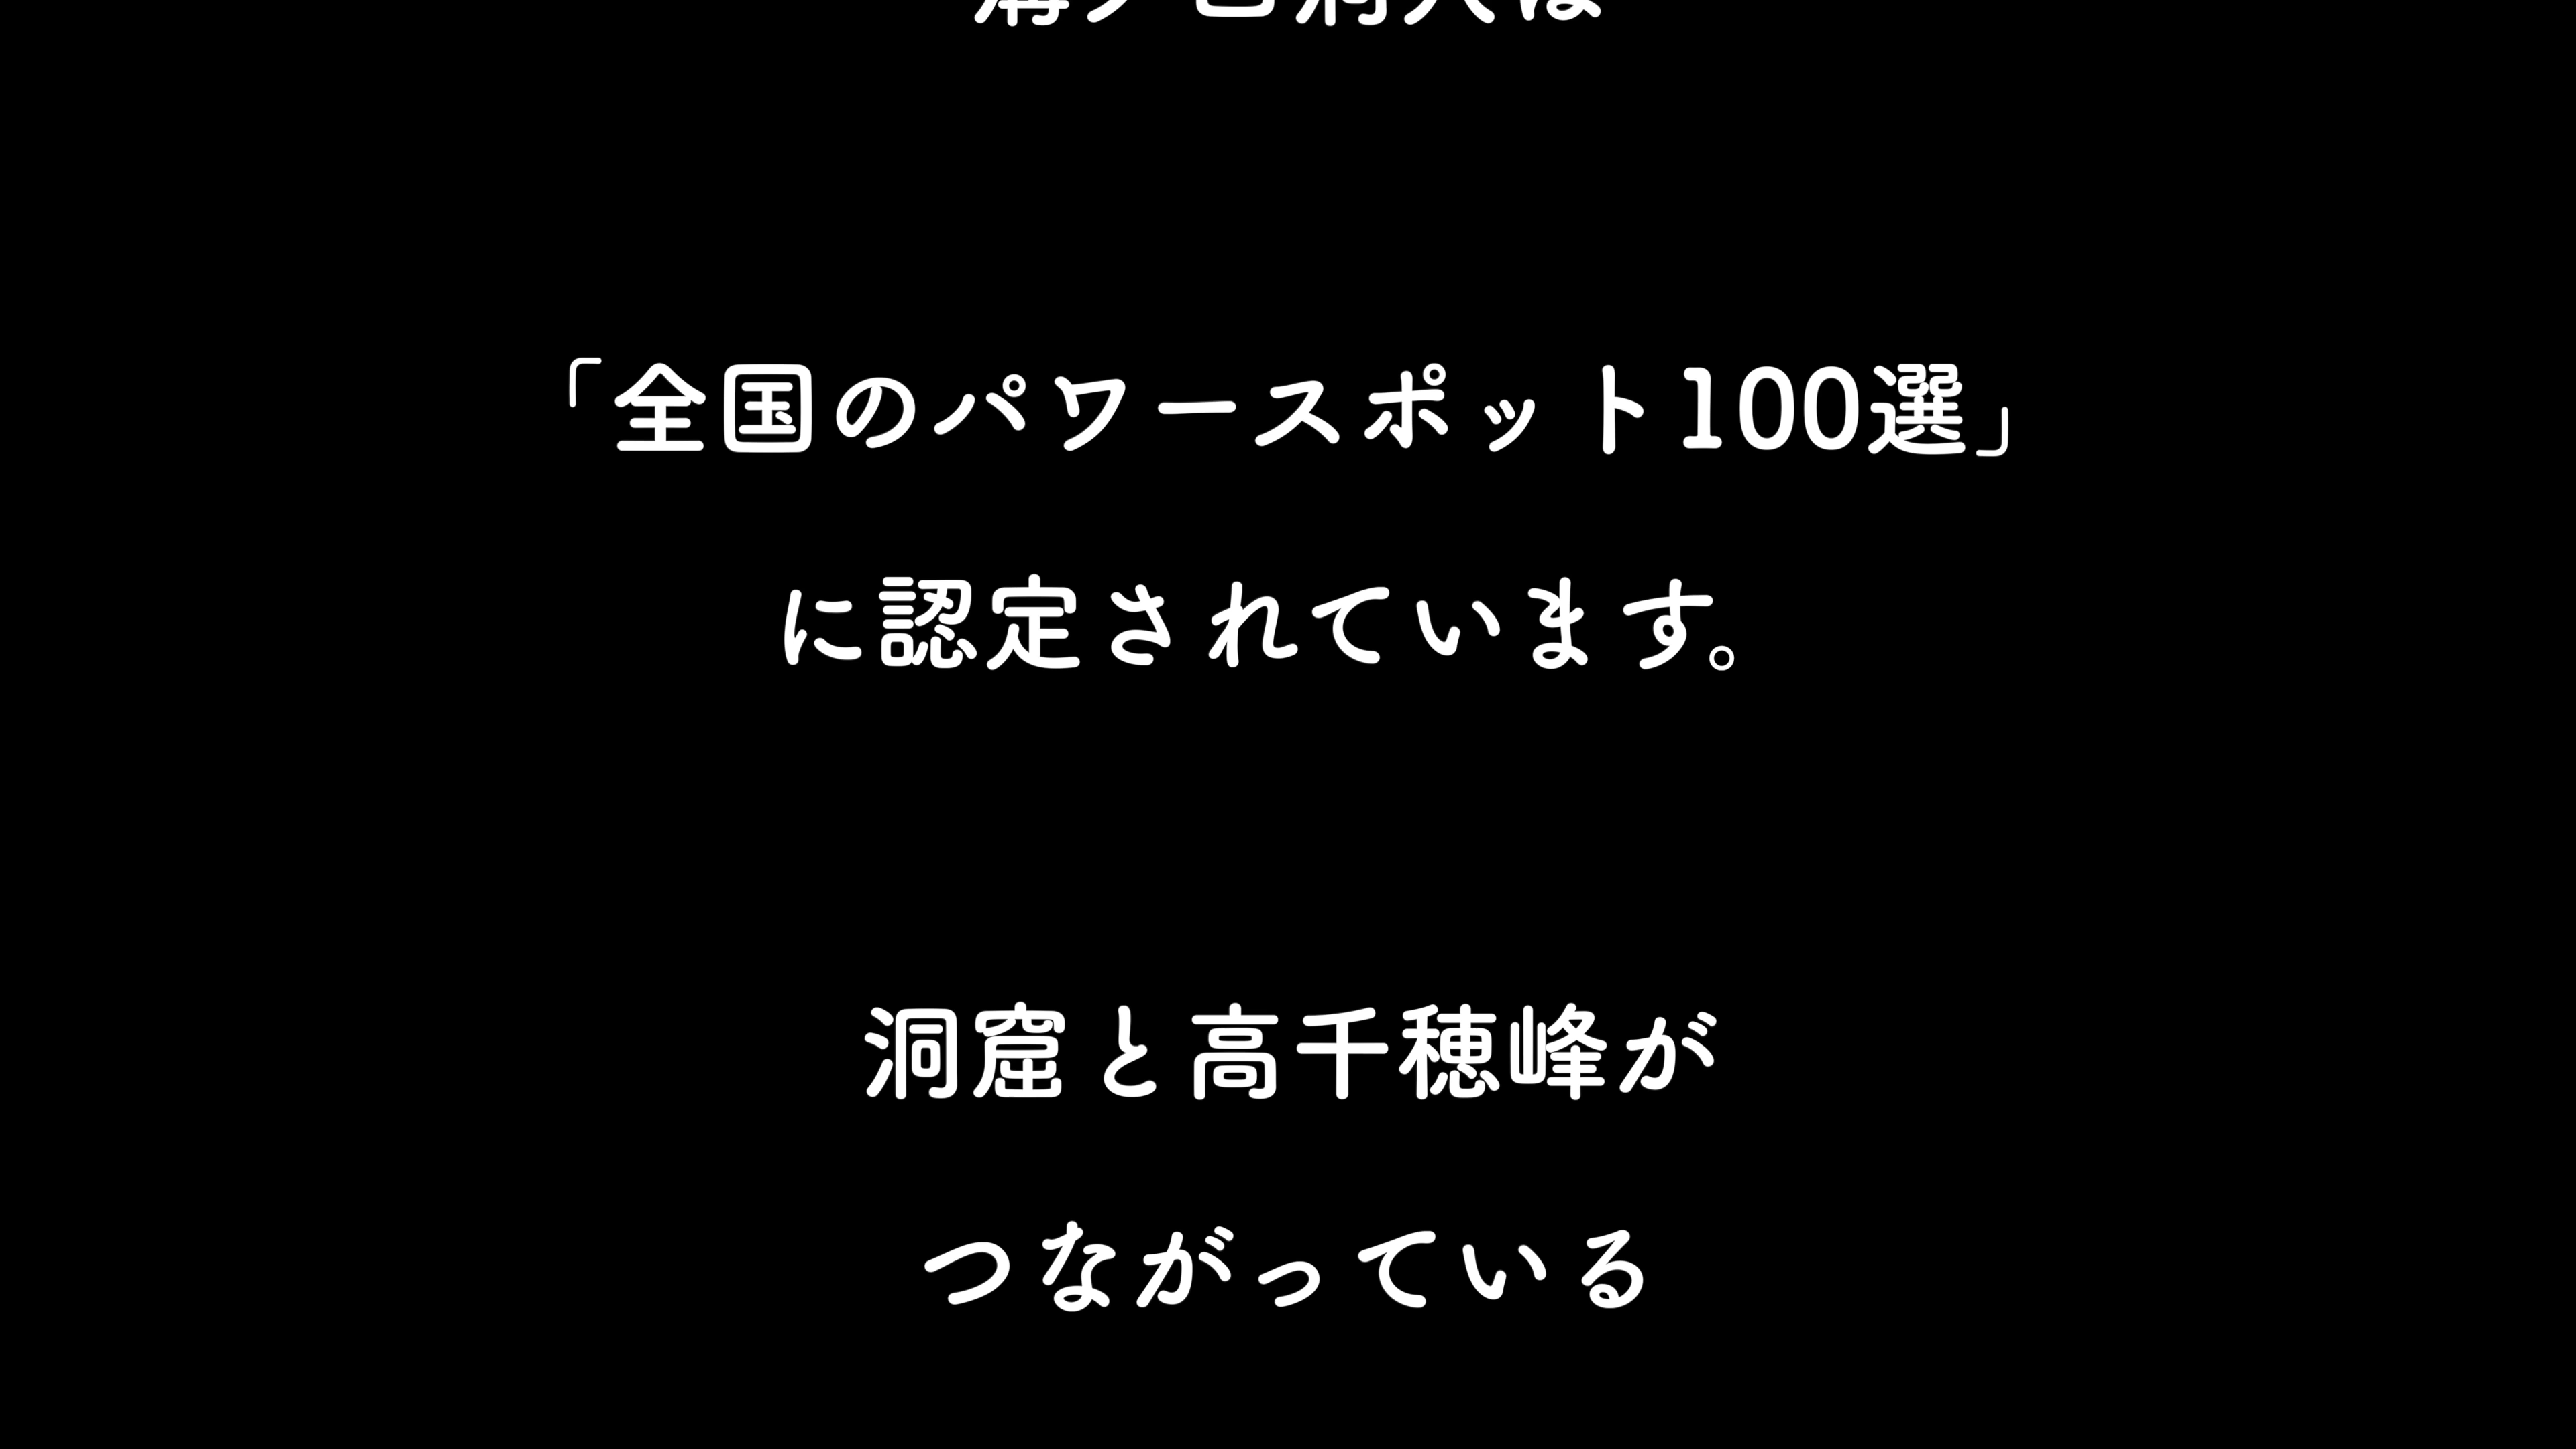 「全国のパワースポット100選」
に認定されています。
洞窟と高千穂峰が
つながっている